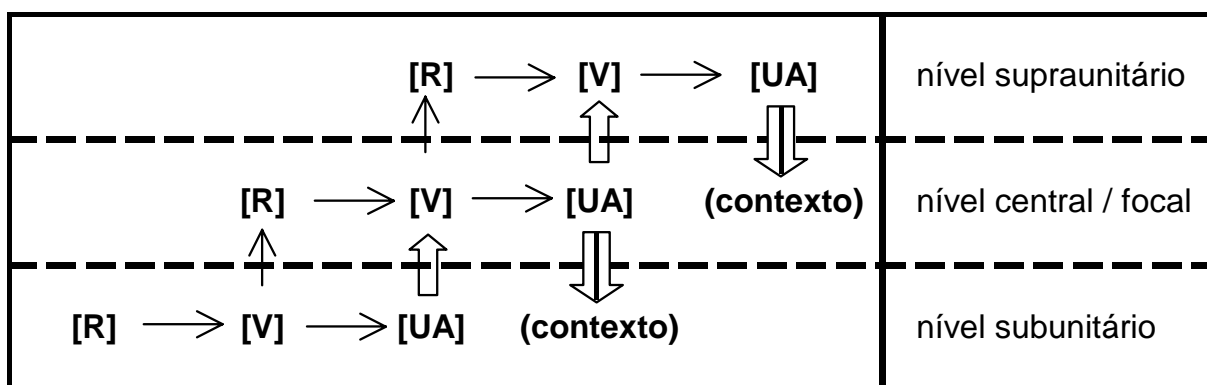 [R] [V] [UA] nível supraunitário
[R] [V] [UA] (contexto) nível central / focal
[R] [V] [UA] (contexto) nível subunitário